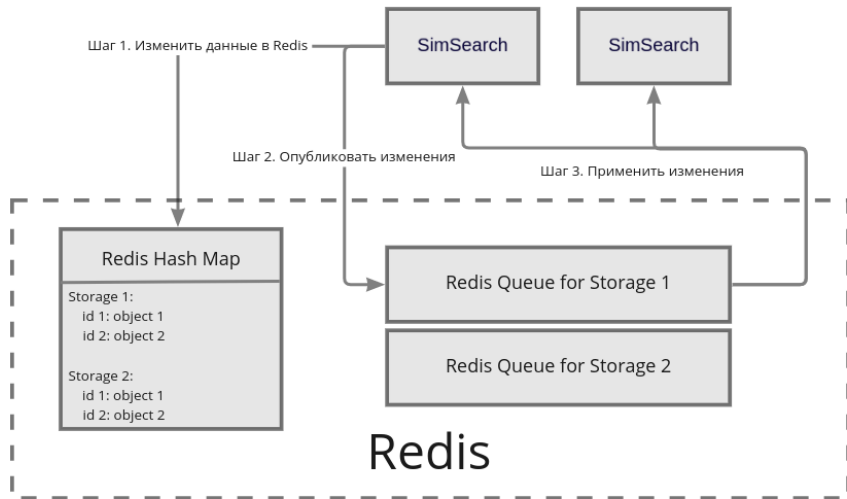 SimSearch
SimSearch
Шаг 1. Изменить данные в Redis
Шаг 2. Опубликовать изменения
Шаг 3. Применить изменения
Redis Hash Map
Storage 1:
id 1: object 1
id 2: object 2
Storage 2:
id 1: object 1
id 2: object 2
Redis Queue for Storage 1
Redis Queue for Storage 2
Redis